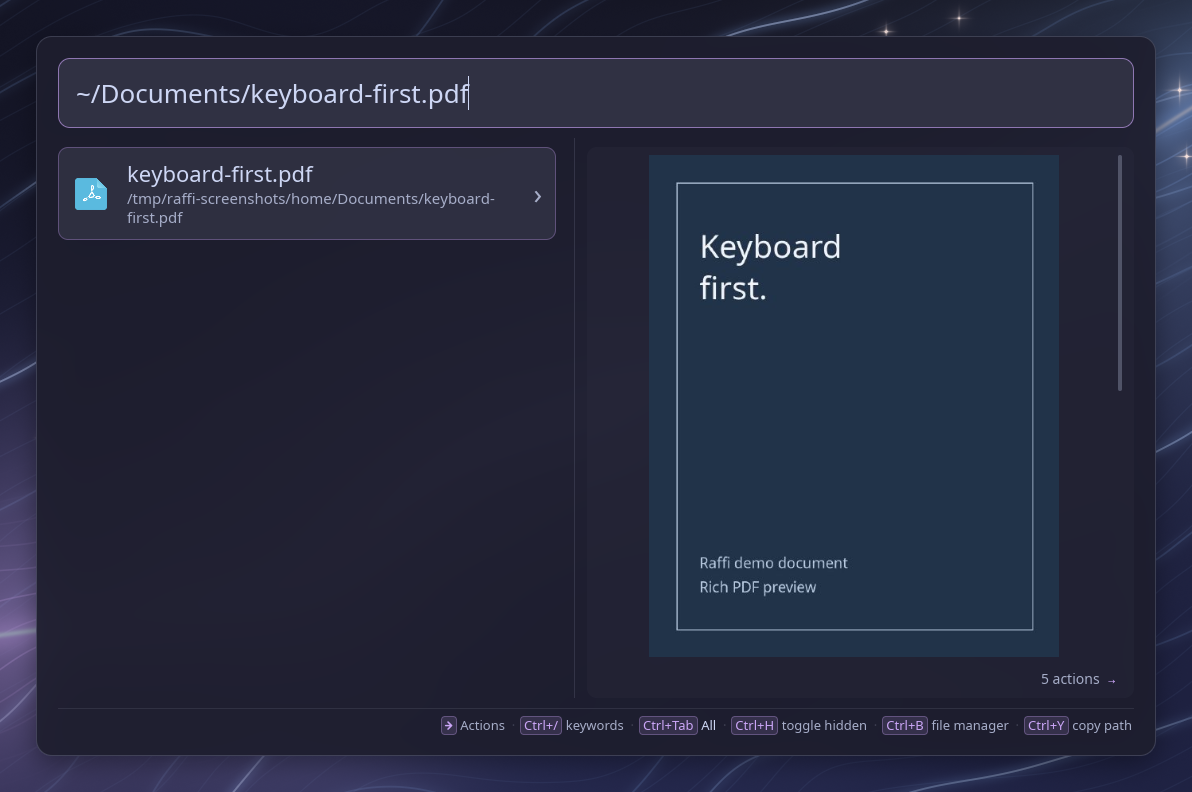 ~/Documents/keyboard-first.pdf
keyboard-first.pdf
/tmp/raffi-screenshots/home/Documents/keyboard-
first.pdf
Keyboard
first.
Raffi demo document
Rich PDF preview
5 actions →
→ Actions · Ctrl+/ keywords · Ctrl+Tab All · Ctrl+H toggle hidden · Ctrl+B file manager · Ctrl+Y copy path